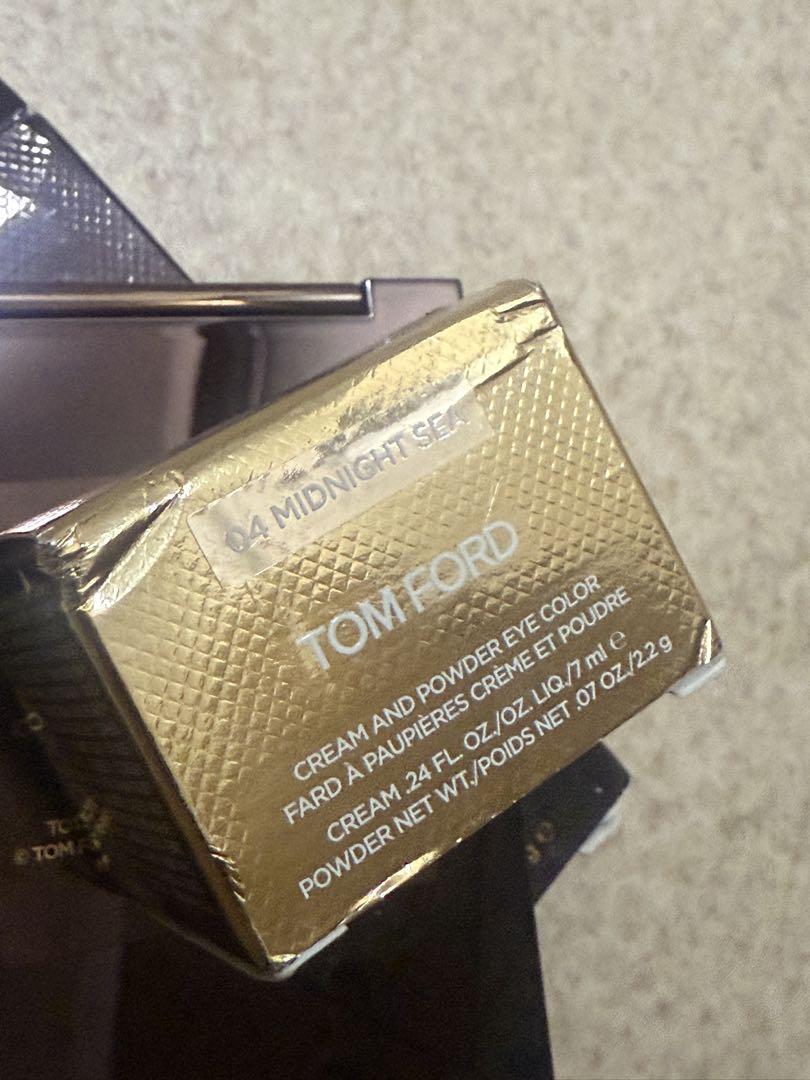 04 MIDNIGHT SEA
TOM FORD
CREAM AND POWDER EYE COLOR
FARD À PAUPIÈRES CRÈME ET POUDRE
CREAM .24 FL. OZ./OZ. LIQ./7 ml ℮
POWDER NET WT./POIDS NET .07 OZ./2.2 g
© TOM